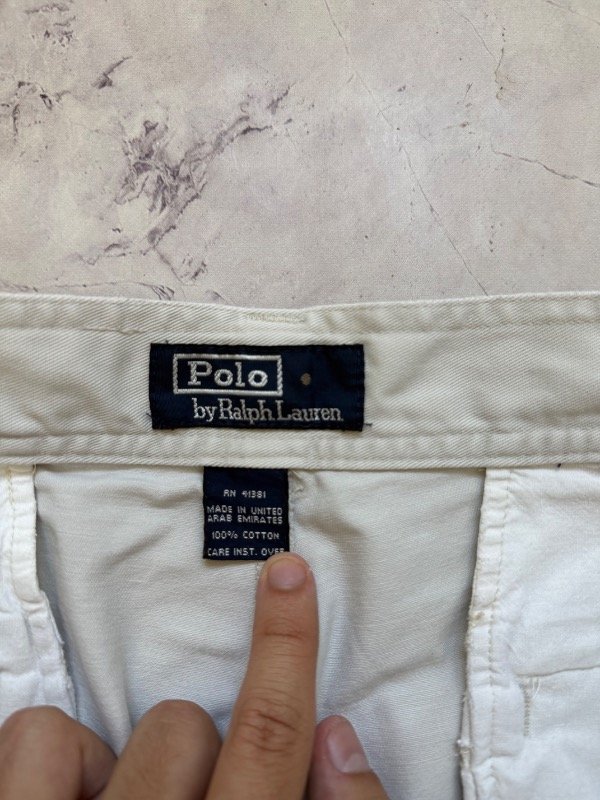 Polo
by Ralph Lauren
RN 41381
MADE IN UNITED
ARAB EMIRATES
100% COTTON
CARE INST. OVER